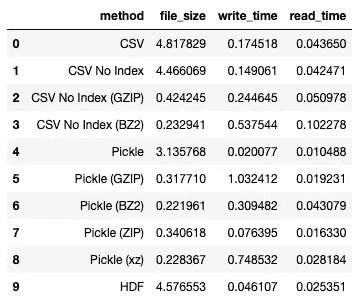 method file_size write_time read_time
0 CSV 4.817829 0.174518 0.043650
1 CSV No Index 4.466069 0.149061 0.042471
2 CSV No Index (GZIP) 0.424245 0.244645 0.050978
3 CSV No Index (BZ2) 0.232941 0.537544 0.102278
4 Pickle 3.135768 0.020077 0.010488
5 Pickle (GZIP) 0.317710 1.032412 0.019231
6 Pickle (BZ2) 0.221961 0.309482 0.043079
7 Pickle (ZIP) 0.340618 0.076395 0.016330
8 Pickle (xz) 0.228367 0.748532 0.028184
9 HDF 4.576553 0.046107 0.025351